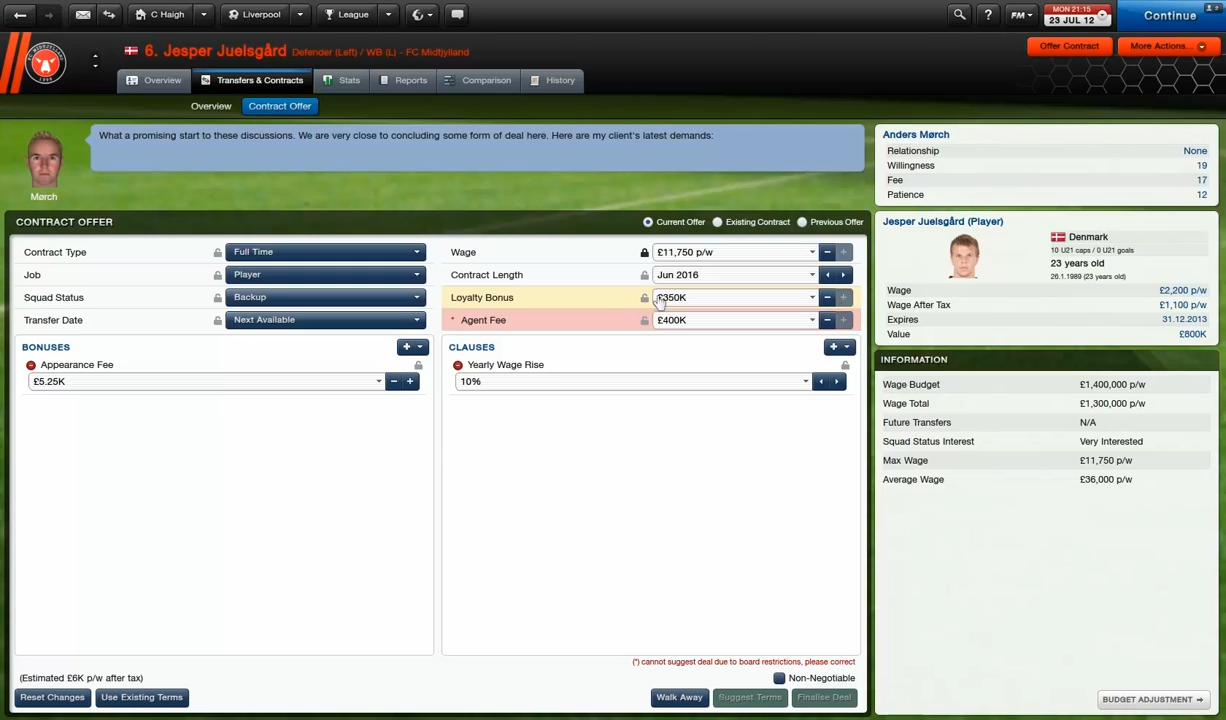 C Haigh
Liverpool
League
?
FM
MON 21:15
23 JUL 12
2
Continue
6. Jesper Juelsgård Defender (Left) / WB (L) - FC Midtjylland
Offer Contract
More Actions...
Overview
Transfers & Contracts
Stats
Reports
Comparison
History
Overview
Contract Offer
What a promising start to these discussions. We are very close to concluding some form of deal here. Here are my client's latest demands:
Mørch
Anders Mørch
Relationship None
Willingness 19
Fee 17
Patience 12
CONTRACT OFFER
Current Offer
Existing Contract
Previous Offer
Contract Type Full Time
Job Player
Squad Status Backup
Transfer Date Next Available
Wage £11,750 p/w
Contract Length Jun 2016
Loyalty Bonus £350K
* Agent Fee £400K
BONUSES
Appearance Fee
£5.25K
CLAUSES
Yearly Wage Rise
10%
Jesper Juelsgård (Player)
Denmark
10 U21 caps / 0 U21 goals
23 years old
26.1.1989 (23 years old)
Wage £2,200 p/w
Wage After Tax £1,100 p/w
Expires 31.12.2013
Value £800K
INFORMATION
Wage Budget £1,400,000 p/w
Wage Total £1,300,000 p/w
Future Transfers N/A
Squad Status Interest Very Interested
Max Wage £11,750 p/w
Average Wage £36,000 p/w
(*) cannot suggest deal due to board restrictions, please correct
(Estimated £6K p/w after tax)
Non-Negotiable
Reset Changes
Use Existing Terms
Walk Away
Suggest Terms
Finalise Deal
BUDGET ADJUSTMENT